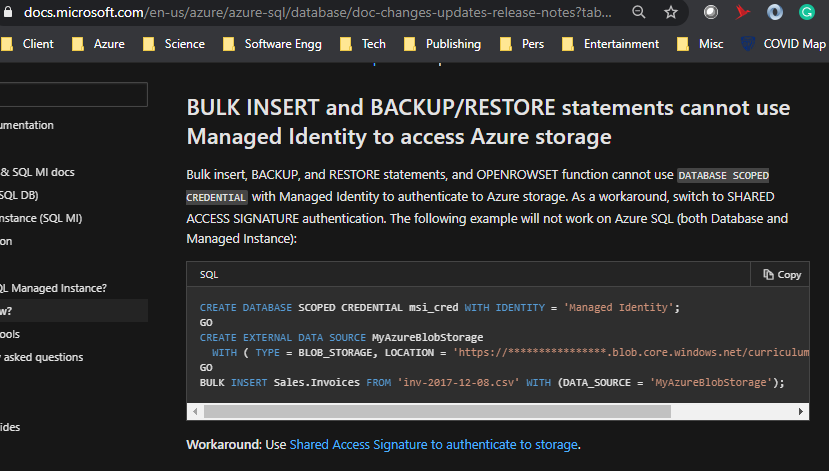 docs.microsoft.com/en-us/azure/azure-sql/database/doc-changes-updates-release-notes?tab...
Client Azure Science Software Engg Tech Publishing Pers Entertainment Misc COVID Map
BULK INSERT and BACKUP/RESTORE statements cannot use
Managed Identity to access Azure storage
umentation
& SQL MI docs
SQL DB)
nstance (SQL MI)
on
QL Managed Instance?
w?
ools
asked questions
ides
Bulk insert, BACKUP, and RESTORE statements, and OPENROWSET function cannot use DATABASE SCOPED
CREDENTIAL with Managed Identity to authenticate to Azure storage. As a workaround, switch to SHARED
ACCESS SIGNATURE authentication. The following example will not work on Azure SQL (both Database and
Managed Instance):
SQL Copy
CREATE DATABASE SCOPED CREDENTIAL msi_cred WITH IDENTITY = 'Managed Identity';
GO
CREATE EXTERNAL DATA SOURCE MyAzureBlobStorage
WITH ( TYPE = BLOB_STORAGE, LOCATION = 'https://****************.blob.core.windows.net/curriculum
GO
BULK INSERT Sales.Invoices FROM 'inv-2017-12-08.csv' WITH (DATA_SOURCE = 'MyAzureBlobStorage');
Workaround: Use Shared Access Signature to authenticate to storage.